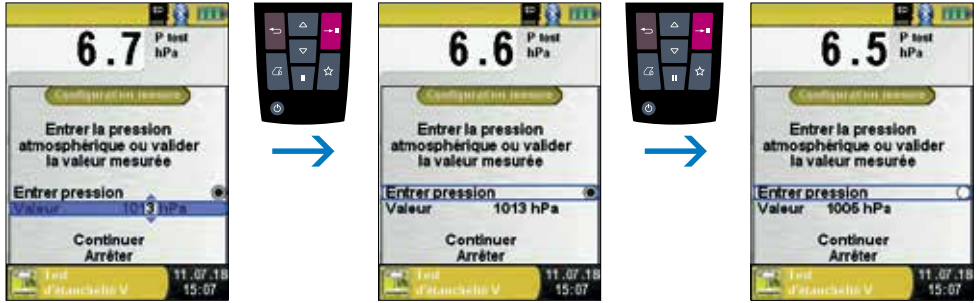 6.7 P test
hPa
Configuration mesure
Entrer la pression
atmosphérique ou valider
la valeur mesurée
Entrer pression
Valeur 1013 hPa
Continuer
Arrêter
Test
d'étanchéité V
11.07.18
15:07
6.6 P test
hPa
Configuration mesure
Entrer la pression
atmosphérique ou valider
la valeur mesurée
Entrer pression
Valeur 1013 hPa
Continuer
Arrêter
Test
d'étanchéité V
11.07.18
15:07
6.5 P test
hPa
Configuration mesure
Entrer la pression
atmosphérique ou valider
la valeur mesurée
Entrer pression
Valeur 1005 hPa
Continuer
Arrêter
Test
d'étanchéité V
11.07.18
15:07